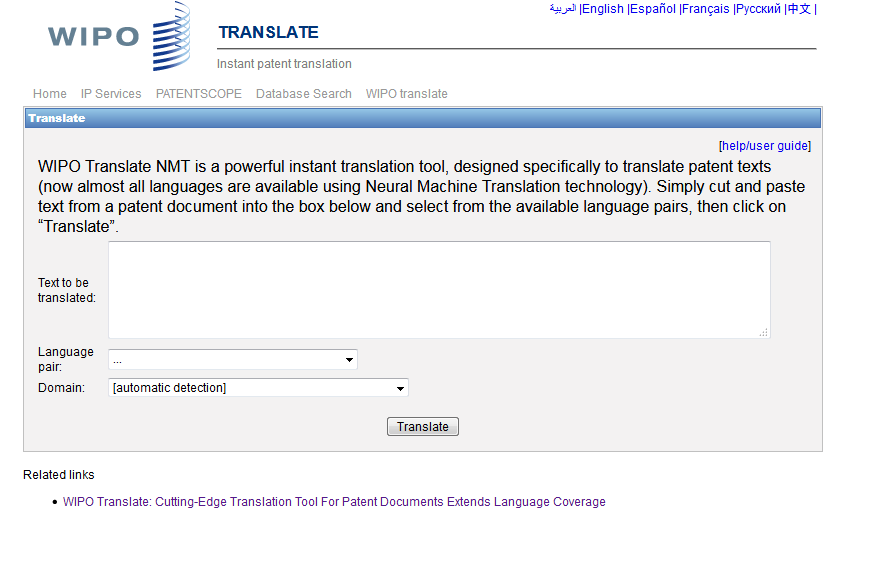 العربية |English |Español |Français |Русский |中文 |
WIPO
TRANSLATE
Instant patent translation
Home IP Services PATENTSCOPE Database Search WIPO translate
Translate
[help/user guide]
WIPO Translate NMT is a powerful instant translation tool, designed specifically to translate patent texts
(now almost all languages are available using Neural Machine Translation technology). Simply cut and paste
text from a patent document into the box below and select from the available language pairs, then click on
“Translate”.
Text to be
translated:
Language
pair:
...
Domain:
[automatic detection]
Translate
Related links
• WIPO Translate: Cutting-Edge Translation Tool For Patent Documents Extends Language Coverage